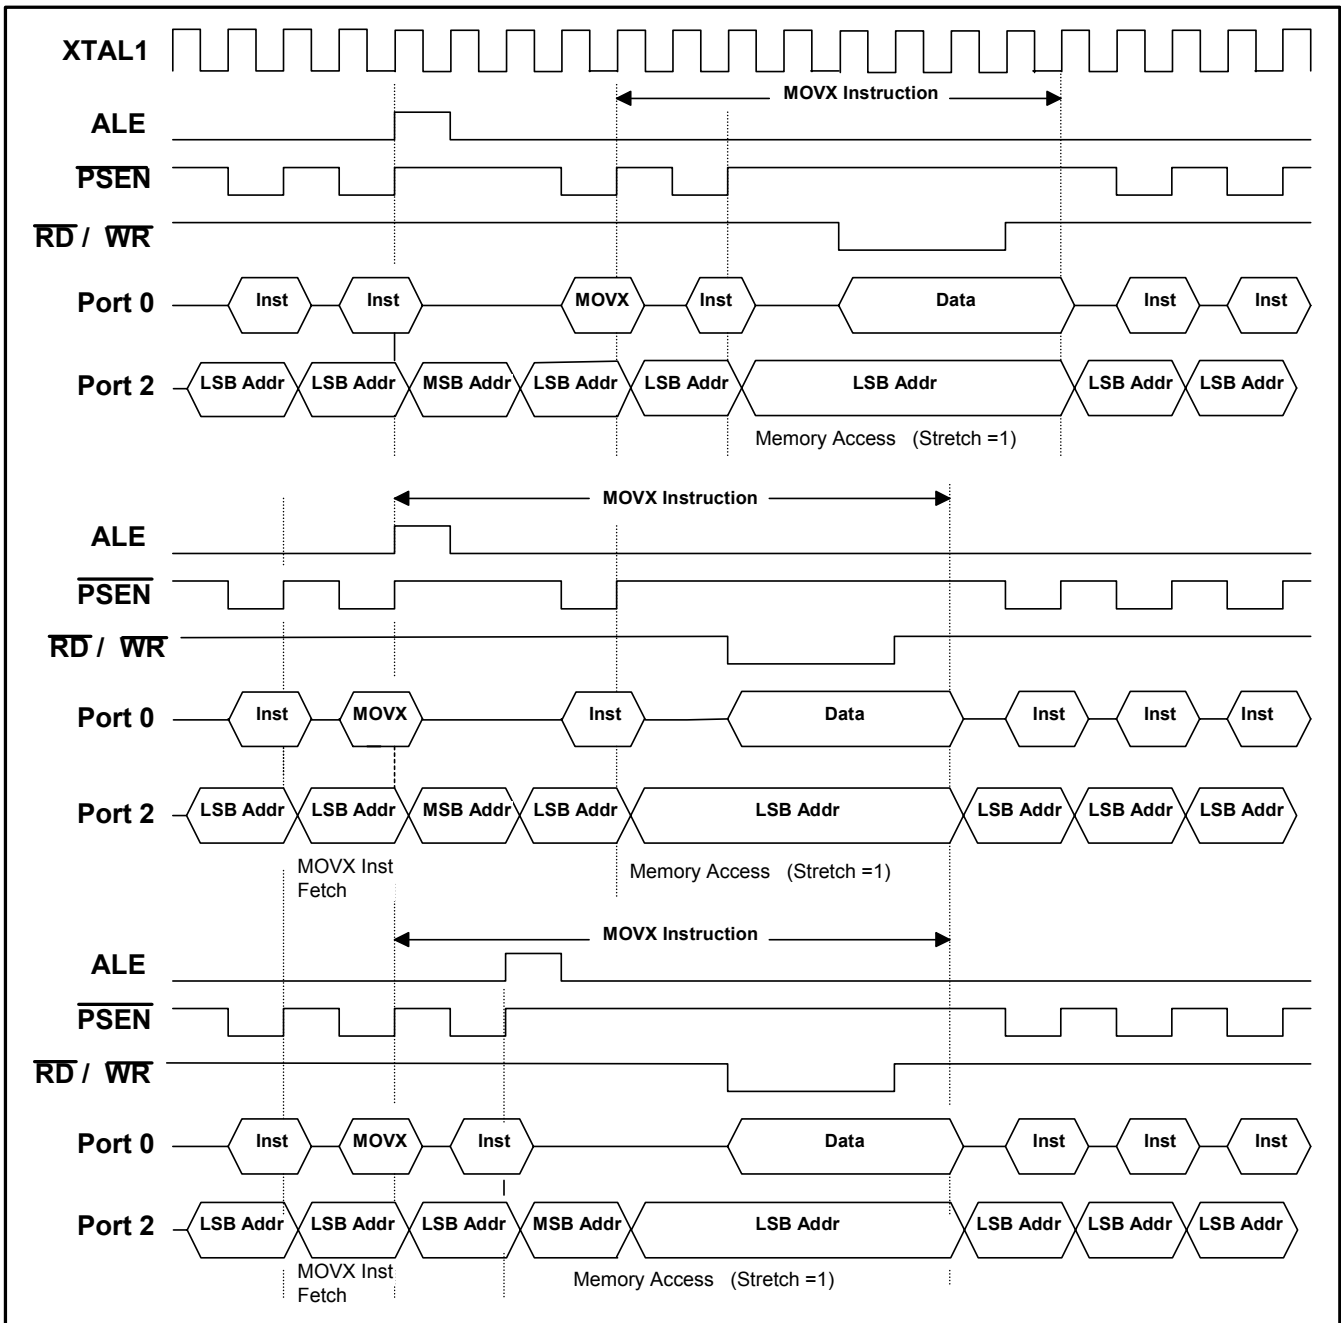 XTAL1
MOVX Instruction
ALE
PSEN
RD / WR
Port 0 Inst Inst MOVX Inst Data Inst Inst
Port 2 LSB Addr LSB Addr MSB Addr LSB Addr LSB Addr LSB Addr LSB Addr LSB Addr
Memory Access (Stretch =1)
MOVX Instruction
ALE
PSEN
RD / WR
Port 0 Inst MOVX Inst Data Inst Inst Inst
Port 2 LSB Addr LSB Addr MSB Addr LSB Addr LSB Addr LSB Addr LSB Addr LSB Addr
MOVX Inst
Fetch
Memory Access (Stretch =1)
MOVX Instruction
ALE
PSEN
RD / WR
Port 0 Inst MOVX Inst Data Inst Inst Inst
Port 2 LSB Addr LSB Addr LSB Addr MSB Addr LSB Addr LSB Addr LSB Addr LSB Addr
MOVX Inst
Fetch
Memory Access (Stretch =1)